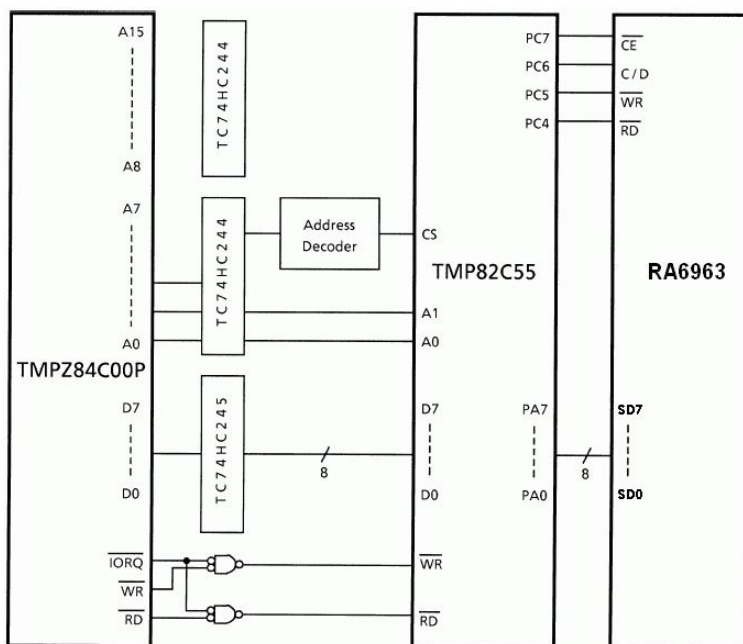 A15
A8
A7
A0
TMPZ84C00P
D7
D0
IORQ
WR
RD
TC74HC244
TC74HC244
TC74HC245
Address
Decoder
8
CS
TMP82C55
A1
A0
D7
D0
WR
RD
PC7
PC6
PC5
PC4
PA7
PA0
8
CE
C/D
WR
RD
RA6963
SD7
SD0